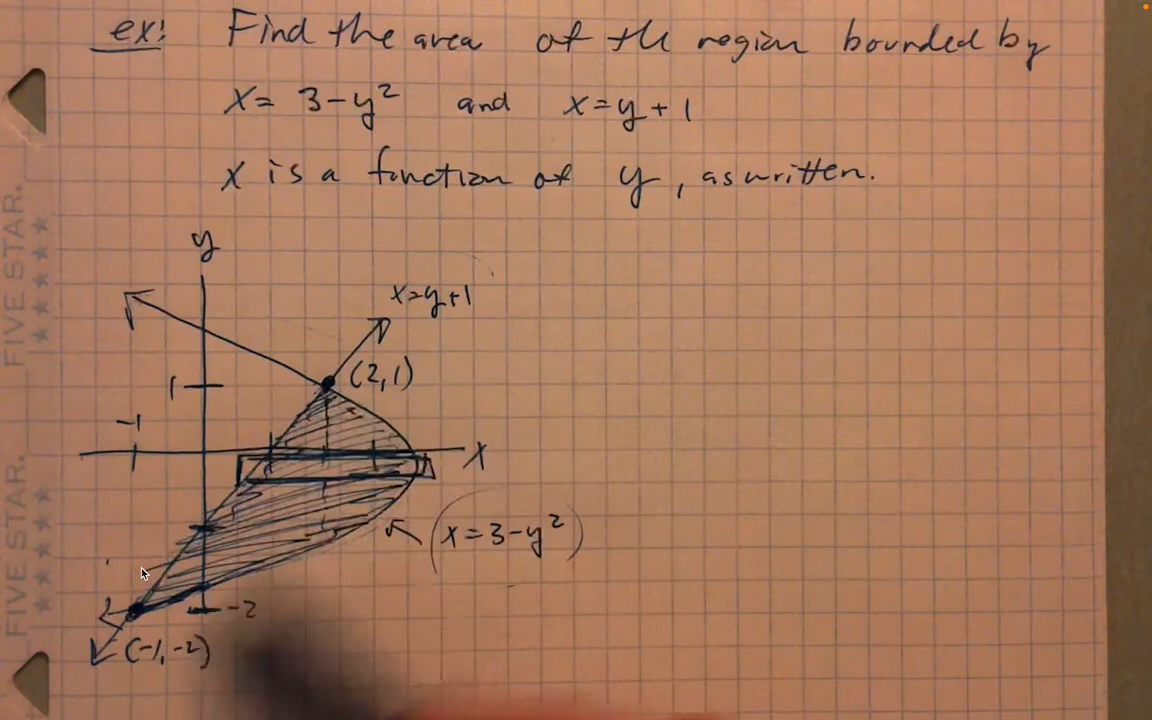 ex: Find the area of the region bounded by
x = 3 - y² and x = y + 1
x is a function of y, as written.
y
x = y + 1
1
(2, 1)
-1
x
x = 3 - y²
-2
(-1, -2)
FIVE STAR.
FIVE STAR.